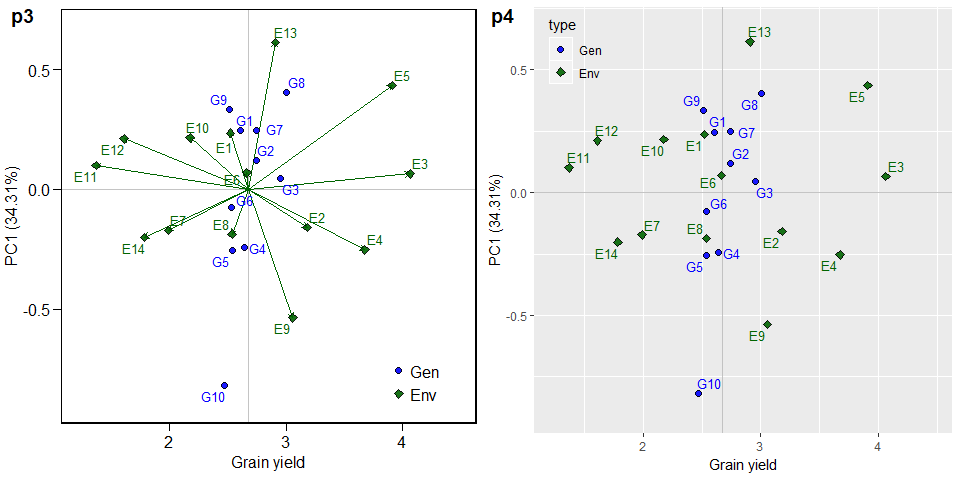 p3
E13
E5
G8
G9
G1
G7
E10
E1
G2
E12
E11
E6
E3
G3
G6
E7
E8
E2
E14
G4
G5
E4
E9
G10
Gen
Env
0.5
0.0
-0.5
PC1 (34.31%)
2 3 4
Grain yield
p4
type
Gen
Env
E13
E5
G8
G9
G1
G7
E12
E10
E1
G2
E11
E6
E3
G3
G6
E7
E8
E2
E14
G4
G5
E4
E9
G10
0.5
0.0
-0.5
PC1 (34.31%)
2 3 4
Grain yield